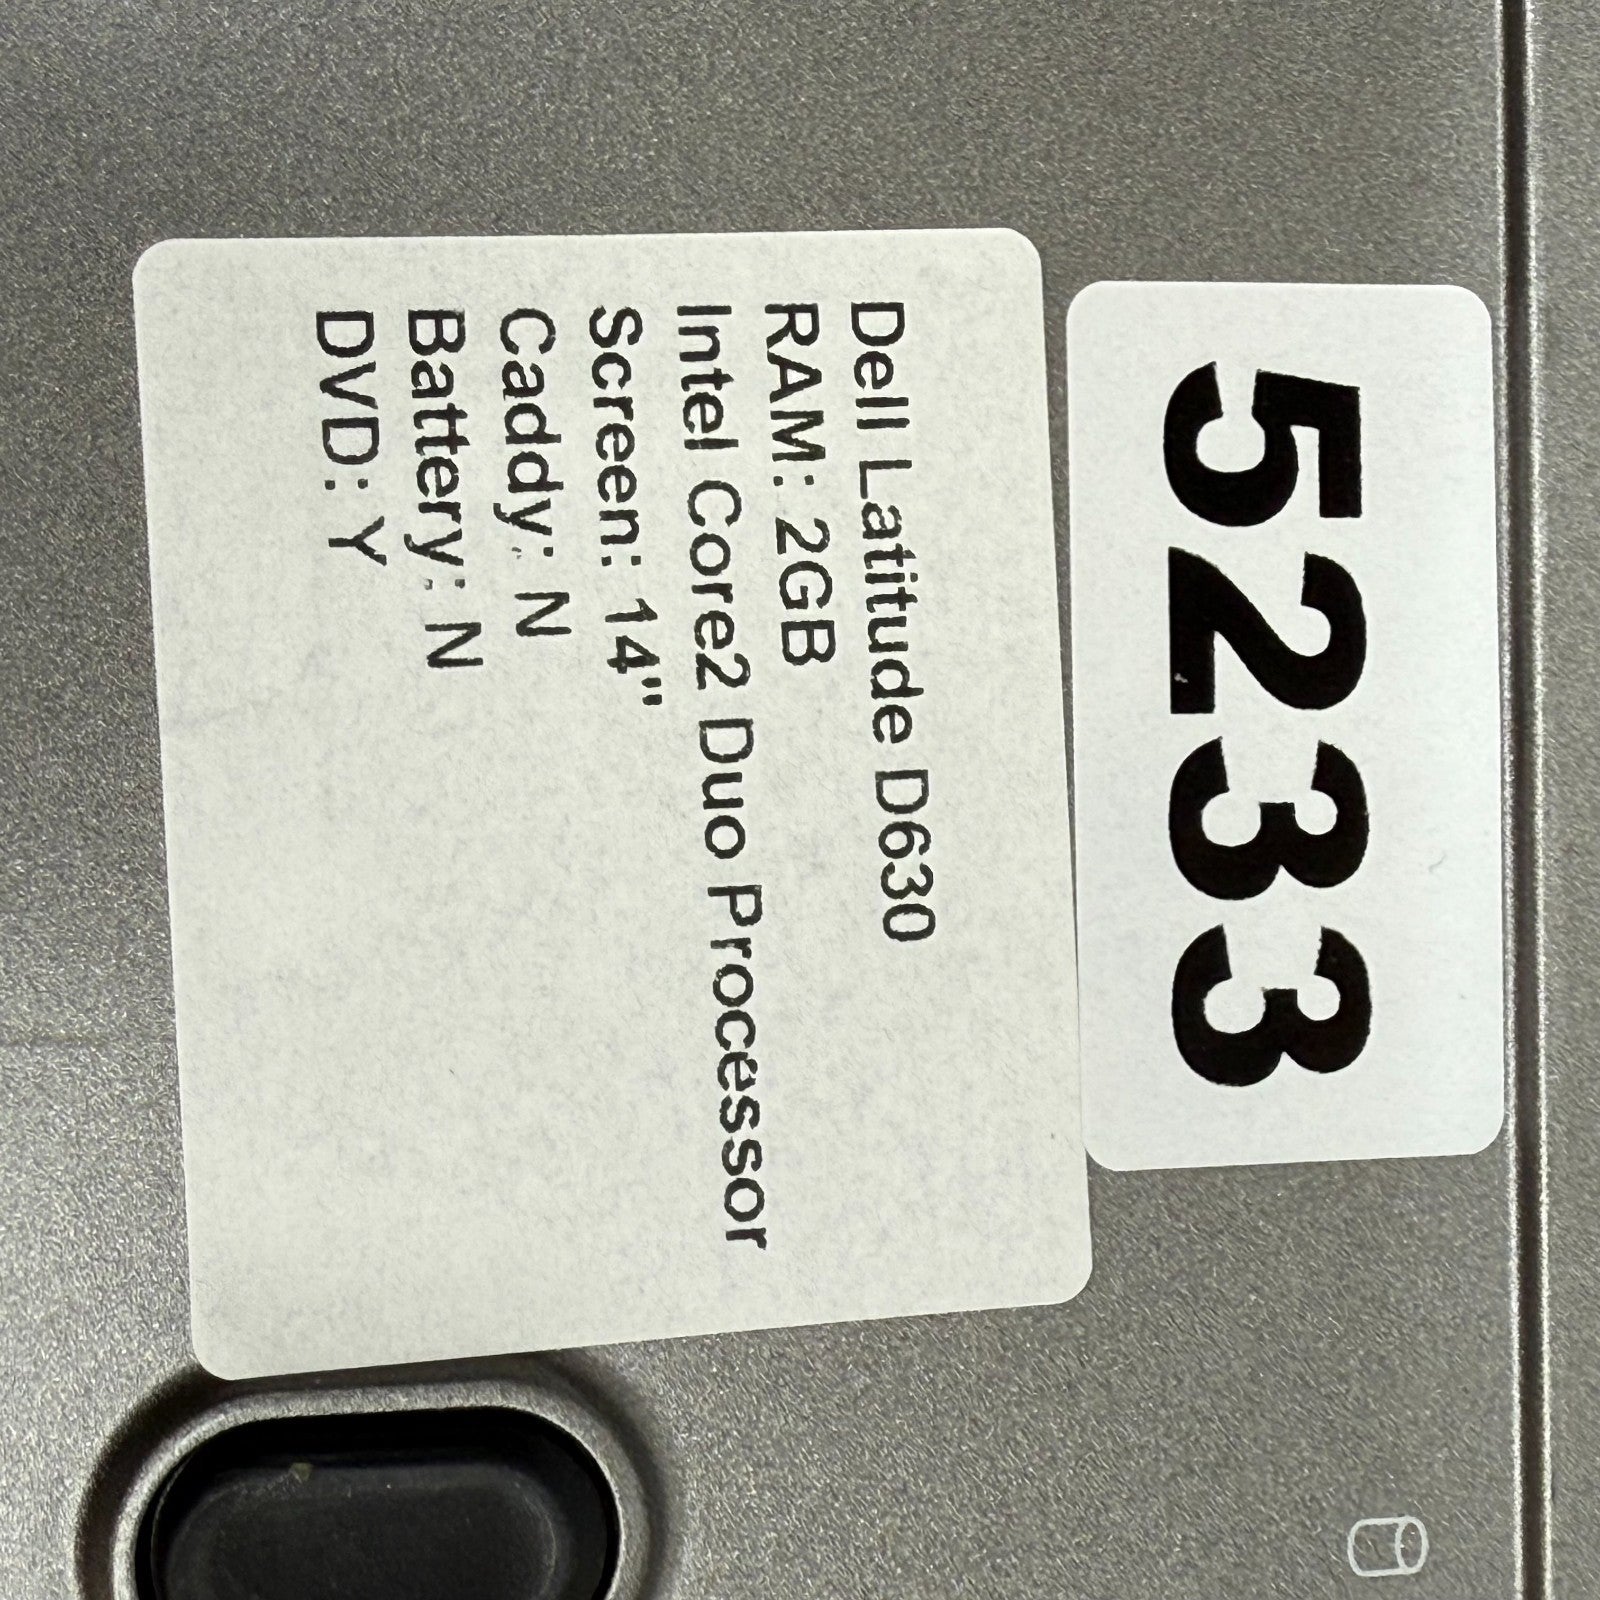 5233
Dell Latitude D630
RAM: 2GB
Intel Core2 Duo Processor
Screen: 14"
Caddy: N
Battery: N
DVD: Y